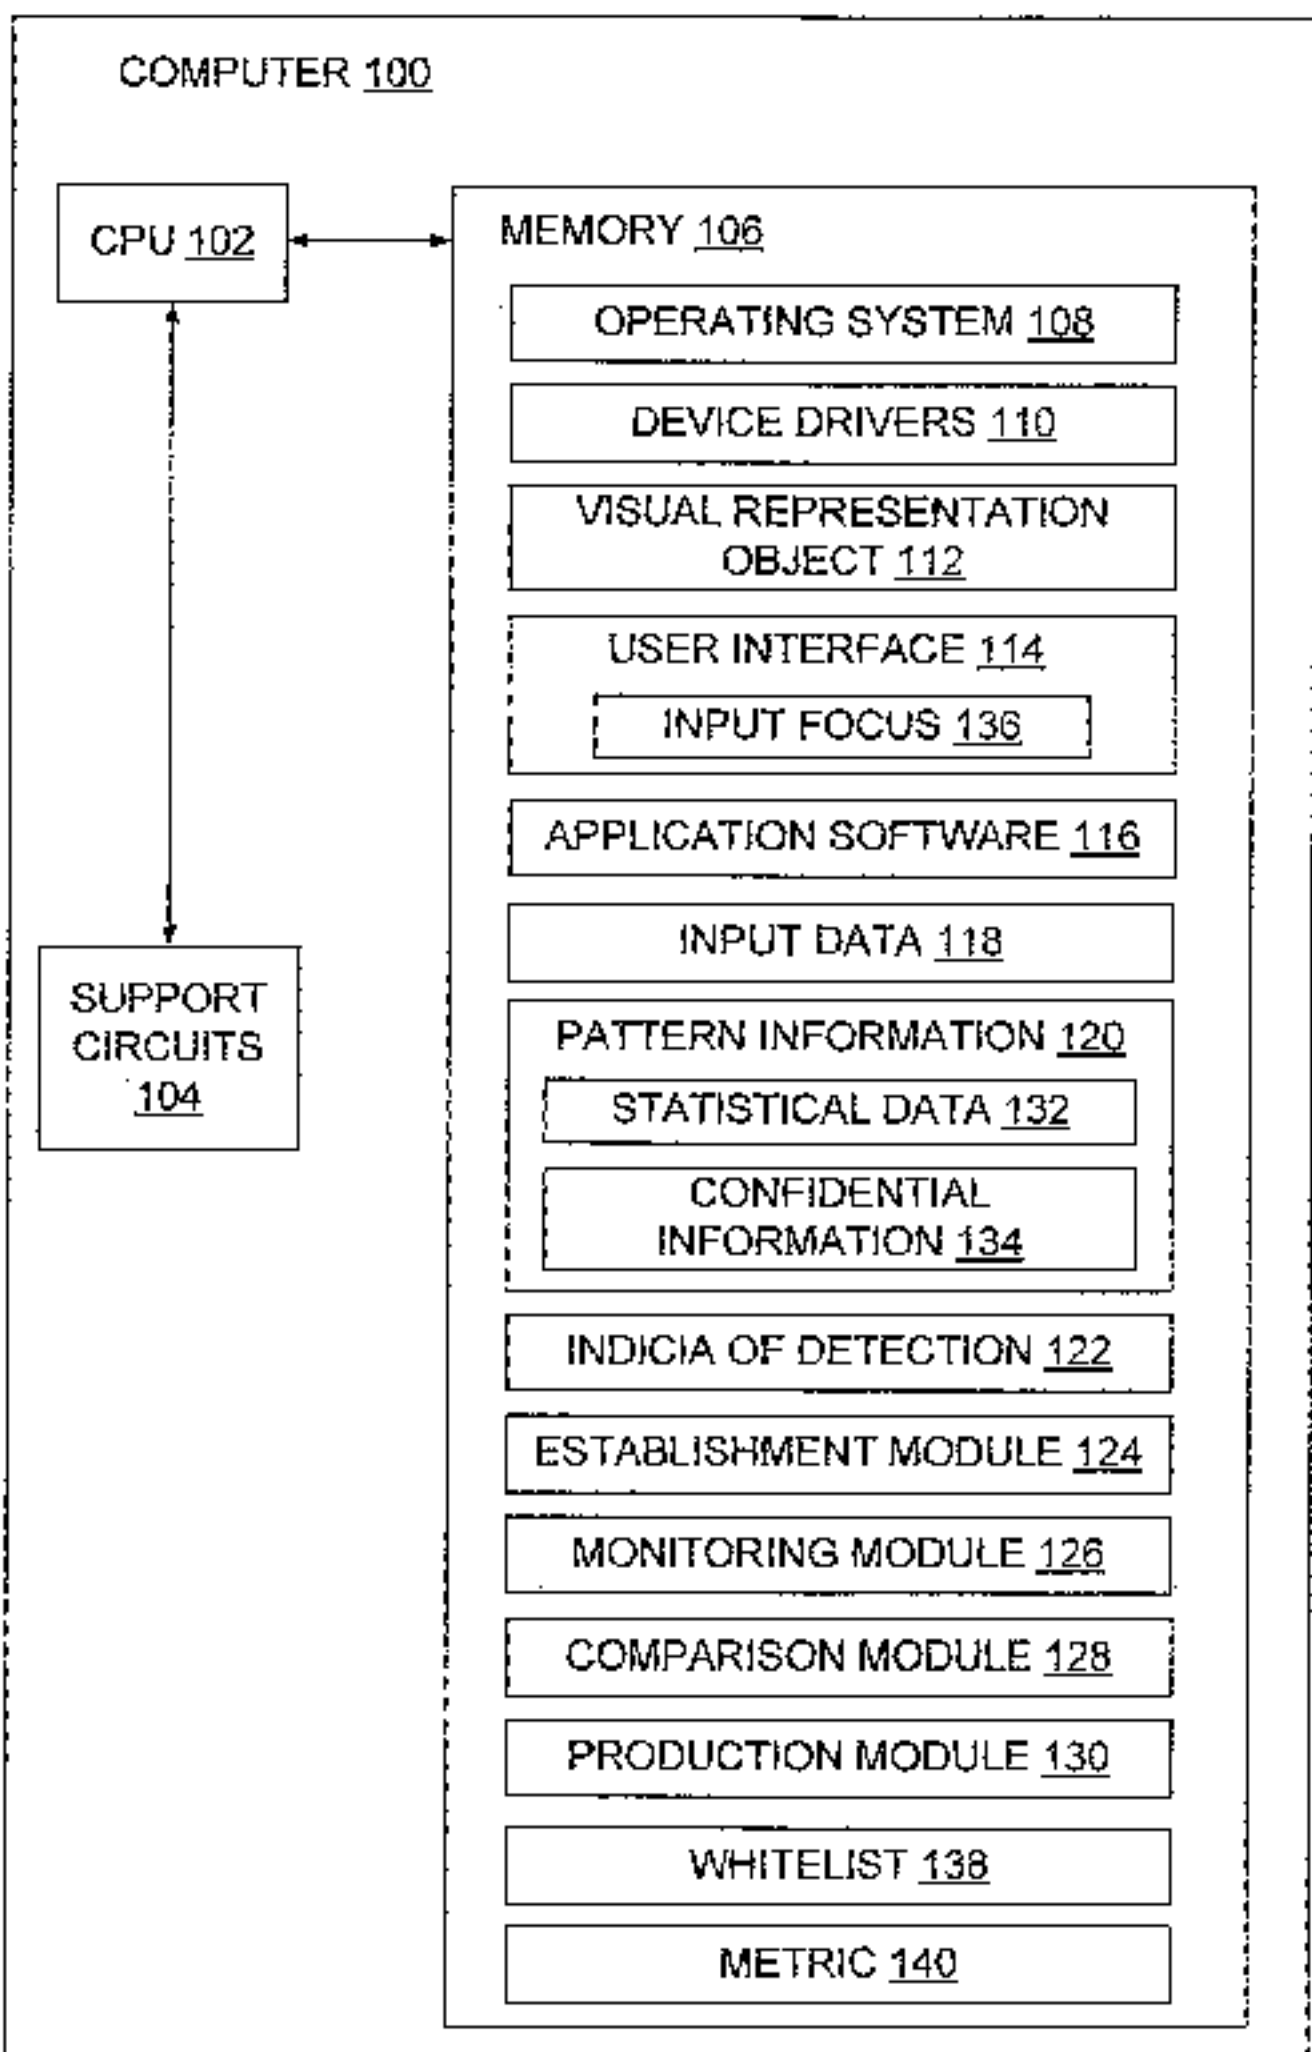 COMPUTER 100
CPU 102
MEMORY 106
OPERATING SYSTEM 108
DEVICE DRIVERS 110
VISUAL REPRESENTATION
OBJECT 112
USER INTERFACE 114
INPUT FOCUS 136
APPLICATION SOFTWARE 116
INPUT DATA 118
SUPPORT
CIRCUITS
104
PATTERN INFORMATION 120
STATISTICAL DATA 132
CONFIDENTIAL
INFORMATION 134
INDICIA OF DETECTION 122
ESTABLISHMENT MODULE 124
MONITORING MODULE 126
COMPARISON MODULE 128
PRODUCTION MODULE 130
WHITELIST 138
METRIC 140